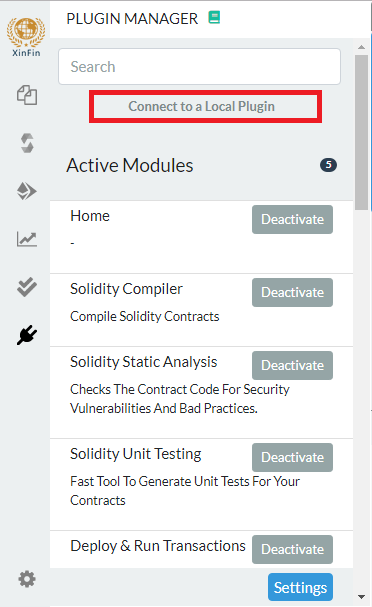 XinFin
PLUGIN MANAGER
Search
Connect to a Local Plugin
Active Modules 5
Home Deactivate
-
Solidity Compiler Deactivate
Compile Solidity Contracts
Solidity Static Analysis Deactivate
Checks The Contract Code For Security
Vulnerabilities And Bad Practices.
Solidity Unit Testing Deactivate
Fast Tool To Generate Unit Tests For Your
Contracts
Deploy & Run Transactions Deactivate
Settings